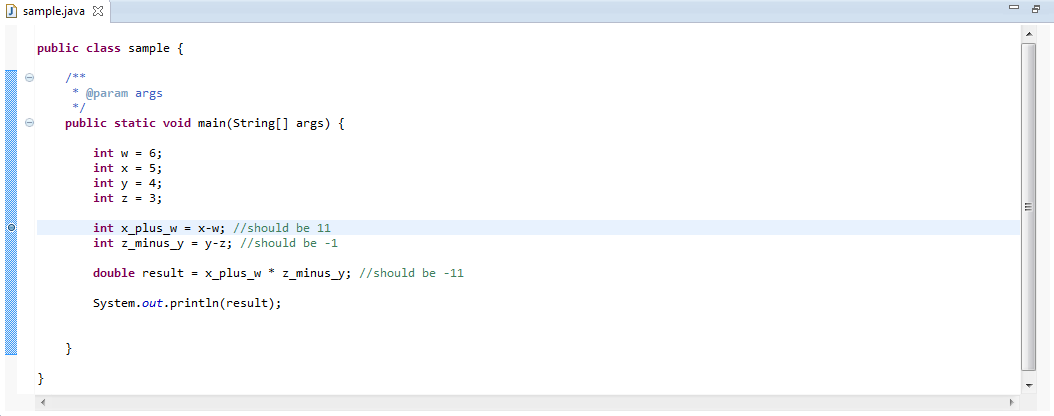 sample.java
public class sample {
/**
* @param args
*/
public static void main(String[] args) {
int w = 6;
int x = 5;
int y = 4;
int z = 3;
int x_plus_w = x-w; //should be 11
int z_minus_y = y-z; //should be -1
double result = x_plus_w * z_minus_y; //should be -11
System.out.println(result);
}
}